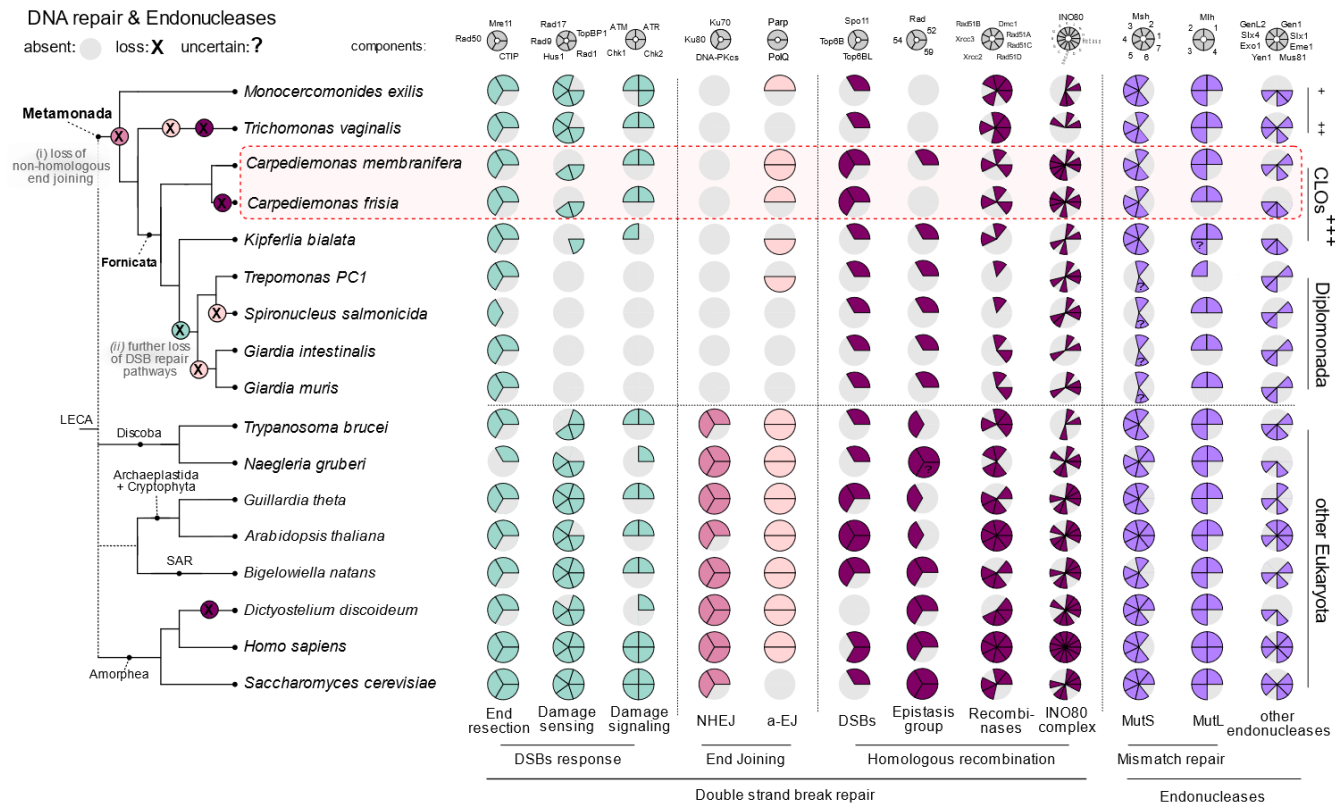 DNA repair & Endonucleases
absent: loss: X uncertain: ?
components:
Mre11
Rad50
CTIP
Rad17
TopBP1
Rad9
Hus1
Rad1
ATM
ATR
Chk1
Chk2
Ku70
Ku80
DNA-PKcs
Parp
PolQ
Spo11
Top6B
Top6BL
Rad
54
52
59
Rad51B
Dmc1
Xrcc3
Rad51A
Rad51C
Xrcc2
Rad51D
INO80
Msh
3
2
4
1
7
5
6
Mlh
2
1
3
4
GenL2
Gen1
Slx4
Slx1
Exo1
Eme1
Yen1
Mus81
Metamonada
X
(i) loss of
non-homologous
end joining
X
X
X
Fornicata
X
X
X
(ii) further loss
of DSB repair
pathways
LECA
Discoba
Archaeplastida
+ Cryptophyta
SAR
X
Amorphea
Monocercomonides exilis
+
Trichomonas vaginalis
++
Carpediemonas membranifera
Carpediemonas frisia
Kipferlia bialata
?
CLOs +++
Trepomonas PC1
?
Spironucleus salmonicida
?
Giardia intestinalis
?
Giardia muris
?
Diplomonada
Trypanosoma brucei
Naegleria gruberi
?
Guillardia theta
Arabidopsis thaliana
Bigelowiella natans
Dictyostelium discoideum
Homo sapiens
Saccharomyces cerevisiae
other Eukaryota
End
resection
Damage
sensing
Damage
signaling
NHEJ
a-EJ
DSBs
Epistasis
group
Recombi-
nases
INO80
complex
MutS
MutL
other
endonucleases
DSBs response
End Joining
Homologous recombination
Mismatch repair
Double strand break repair
Endonucleases